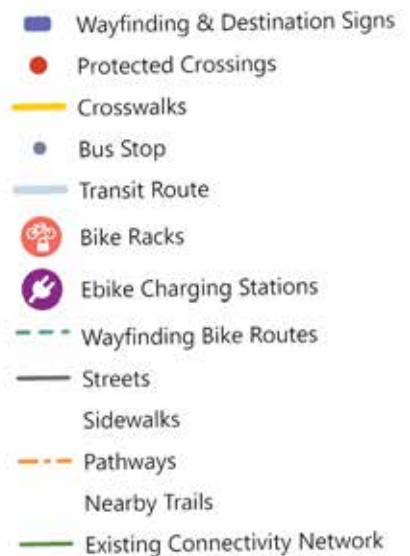 Wayfinding & Destination Signs
Protected Crossings
Crosswalks
Bus Stop
Transit Route
Bike Racks
Ebike Charging Stations
Wayfinding Bike Routes
Streets
Sidewalks
Pathways
Nearby Trails
Existing Connectivity Network